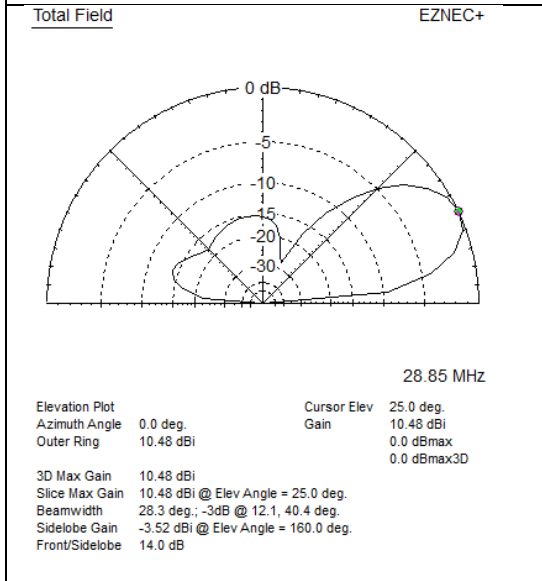 Total Field EZNEC+
0 dB
-5
-10
-15
-20
-30
28.85 MHz
Elevation Plot Cursor Elev 25.0 deg.
Azimuth Angle 0.0 deg. Gain 10.48 dBi
Outer Ring 10.48 dBi 0.0 dBmax
0.0 dBmax3D
3D Max Gain 10.48 dBi
Slice Max Gain 10.48 dBi @ Elev Angle = 25.0 deg.
Beamwidth 28.3 deg.; -3dB @ 12.1, 40.4 deg.
Sidelobe Gain -3.52 dBi @ Elev Angle = 160.0 deg.
Front/Sidelobe 14.0 dB